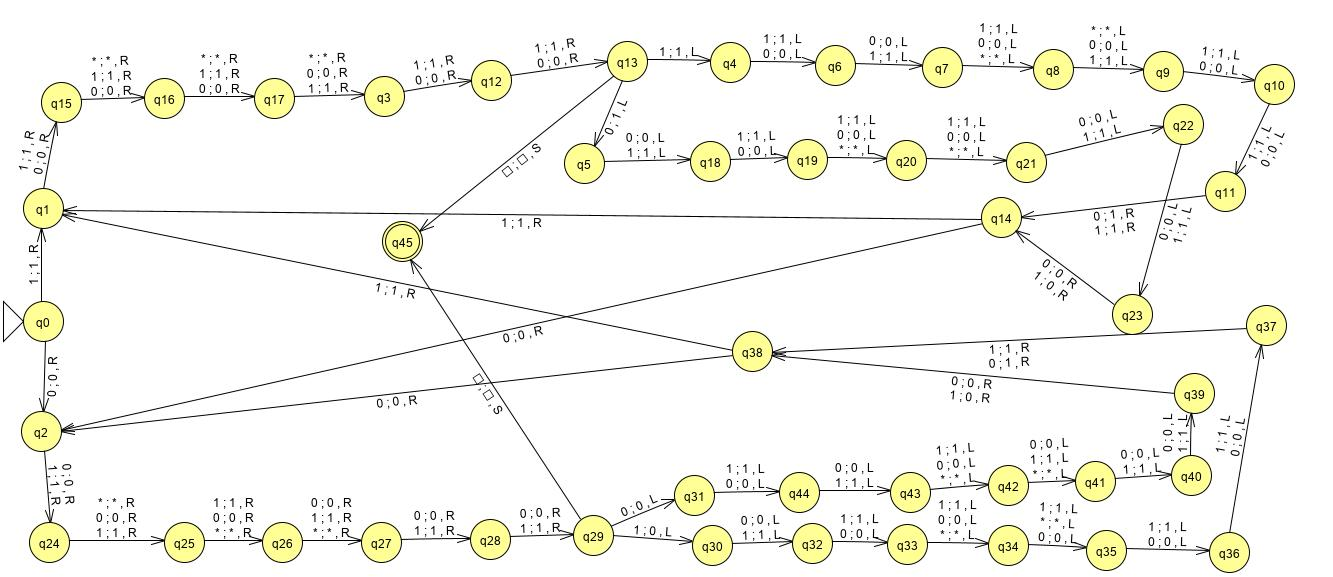 *;*,R
1;1,R
0;0,R
*;*,R
1;1,R
0;0,R
*;*,R
0;0,R
1;1,R
1;1,R
0;0,R
1;1,R
0;0,R
1;1,L
1;1,L
0;0,L
0;0,L
1;1,L
1;1,L
0;0,L
*;*,L
*;*,L
0;0,L
1;1,L
1;1,L
0;0,L
q15
q16
q17
q3
q12
q13
q4
q6
q7
q8
q9
q10
1;1,R
0;0,R
□;□,S
0;1,L
q5
0;0,L
1;1,L
q18
1;1,L
0;0,L
q19
1;1,L
0;0,L
*;*,L
q20
1;1,L
0;0,L
*;*,L
q21
0;0,L
1;1,L
q22
1;1,L
0;0,L
q11
q1
1;1,R
q14
0;1,R
1;1,R
0;0,L
1;1,L
q45
1;1,R
1;1,R
0;0,R
1;0,R
q0
0;0,R
q23
q37
0;0,R
q38
1;1,R
0;1,R
□;□,S
0;0,R
0;0,R
1;0,R
q39
q2
0;0,R
1;1,R
0;0,L
1;1,L
1;1,L
0;0,L
0;0,L
q31
1;1,L
0;0,L
q44
0;0,L
1;1,L
q43
1;1,L
0;0,L
*;*,L
q42
0;0,L
1;1,L
*;*,L
q41
0;0,L
1;1,L
q40
q24
*;*,R
0;0,R
1;1,R
q25
1;1,R
0;0,R
*;*,R
q26
0;0,R
1;1,R
*;*,R
q27
0;0,R
1;1,R
q28
0;0,R
1;1,R
q29
1;0,L
q30
0;0,L
1;1,L
q32
1;1,L
0;0,L
q33
1;1,L
0;0,L
*;*,L
q34
1;1,L
*;*,L
0;0,L
q35
1;1,L
0;0,L
q36